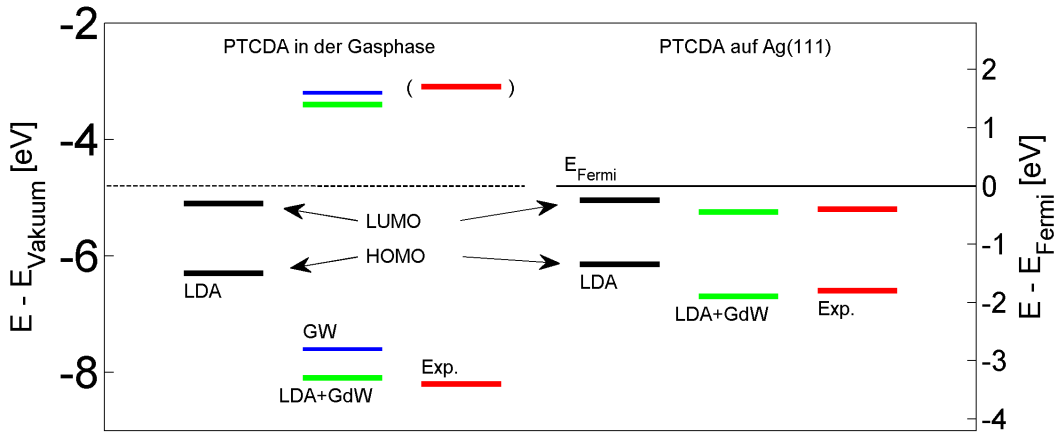 PTCDA in der Gasphase
PTCDA auf Ag(111)
-2
-4
-6
-8
E - E_Vakuum [eV]
( )
E_Fermi
LUMO
HOMO
LDA
GW
LDA+GdW
Exp.
LDA
LDA+GdW
Exp.
2
1
0
-1
-2
-3
-4
E - E_Fermi [eV]